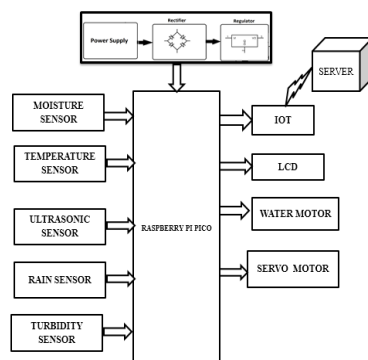 Rectifier
Regulator
Power Supply
SERVER
MOISTURE
SENSOR
IOT
TEMPERATURE
SENSOR
LCD
ULTRASONIC
SENSOR
RASPBERRY PI PICO
WATER MOTOR
RAIN SENSOR
SERVO MOTOR
TURBIDITY
SENSOR